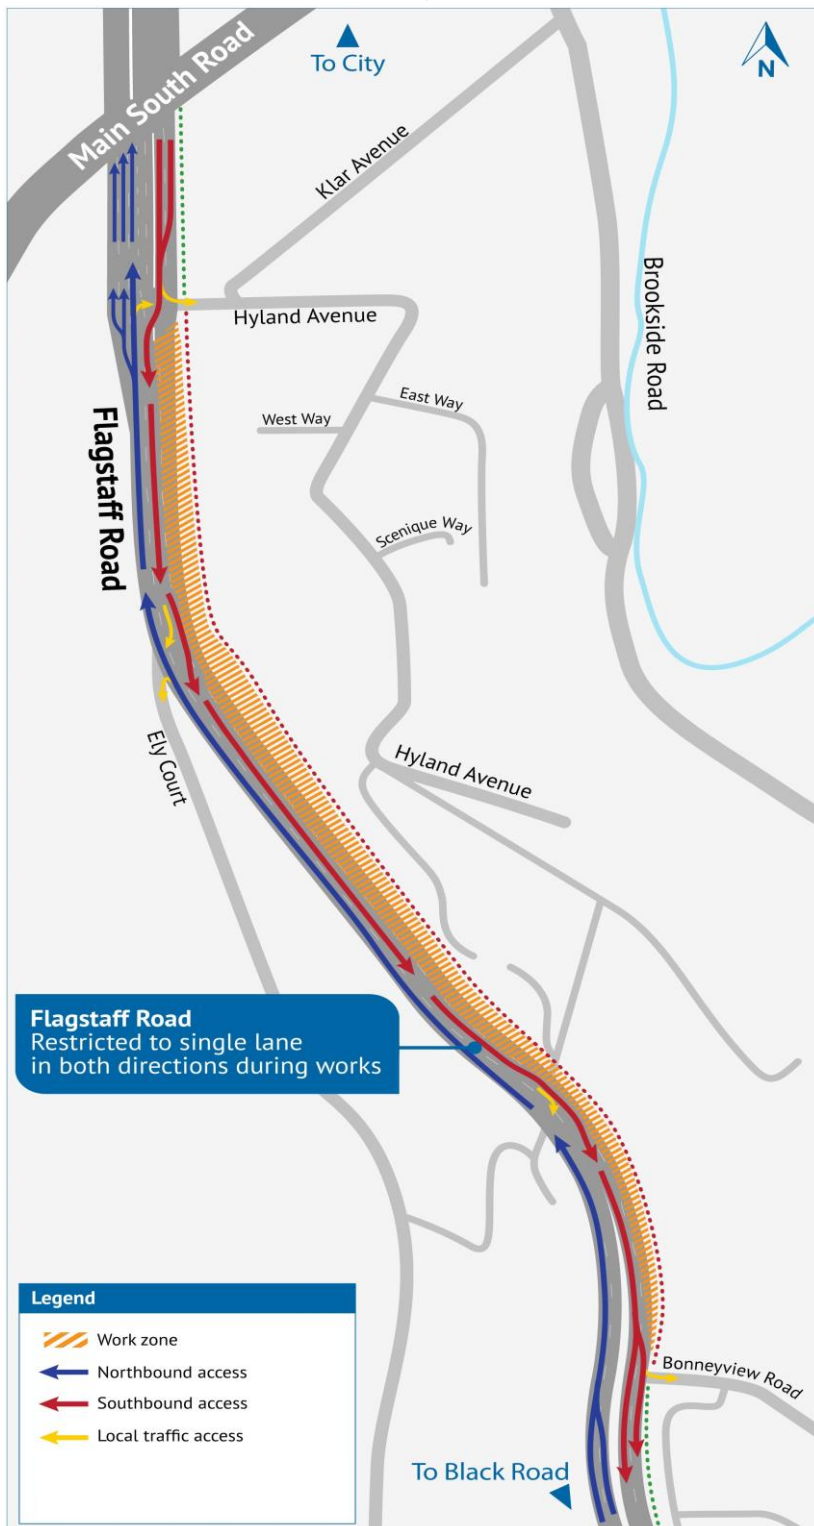 To City
N
Main South Road
Klar Avenue
Brookside Road
Hyland Avenue
East Way
West Way
Flagstaff Road
Scenique Way
Ely Court
Hyland Avenue
Flagstaff Road
Restricted to single lane
in both directions during works
Legend
Work zone
Northbound access
Southbound access
Local traffic access
Bonneyview Road
To Black Road